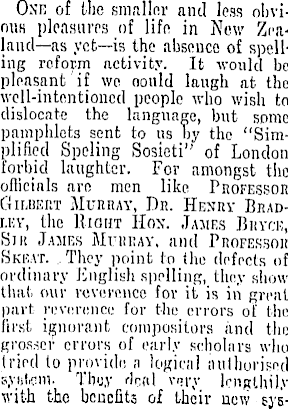 ONE of the smaller and less obvi-
ous pleasures of life in New Zea-
land—as yet—is the absence of spell-
ing reform activity. It would be
pleasant if we could laugh at the
well-intentioned people who wish to
dislocate the language, but some
pamphlets sent to us by the "Sim-
plified Speling Sosieti" of London
forbid laughter. For amongst the
officials are men like PROFESSOR
GILBERT MURRAY, DR. HENRY BRAD-
LEY, the RIGHT HON. JAMES BRYCE,
SIR JAMES MURRAY, and PROFESSOR
SKEAT. They point to the defects of
ordinary English spelling, they show
that our reverence for it is in great
part reverence for the errors of the
first ignorant compositors and the
grosser errors of early scholars who
tried to provide a logical authorised
system. They deal very lengthily
with the benefits of their new sys-